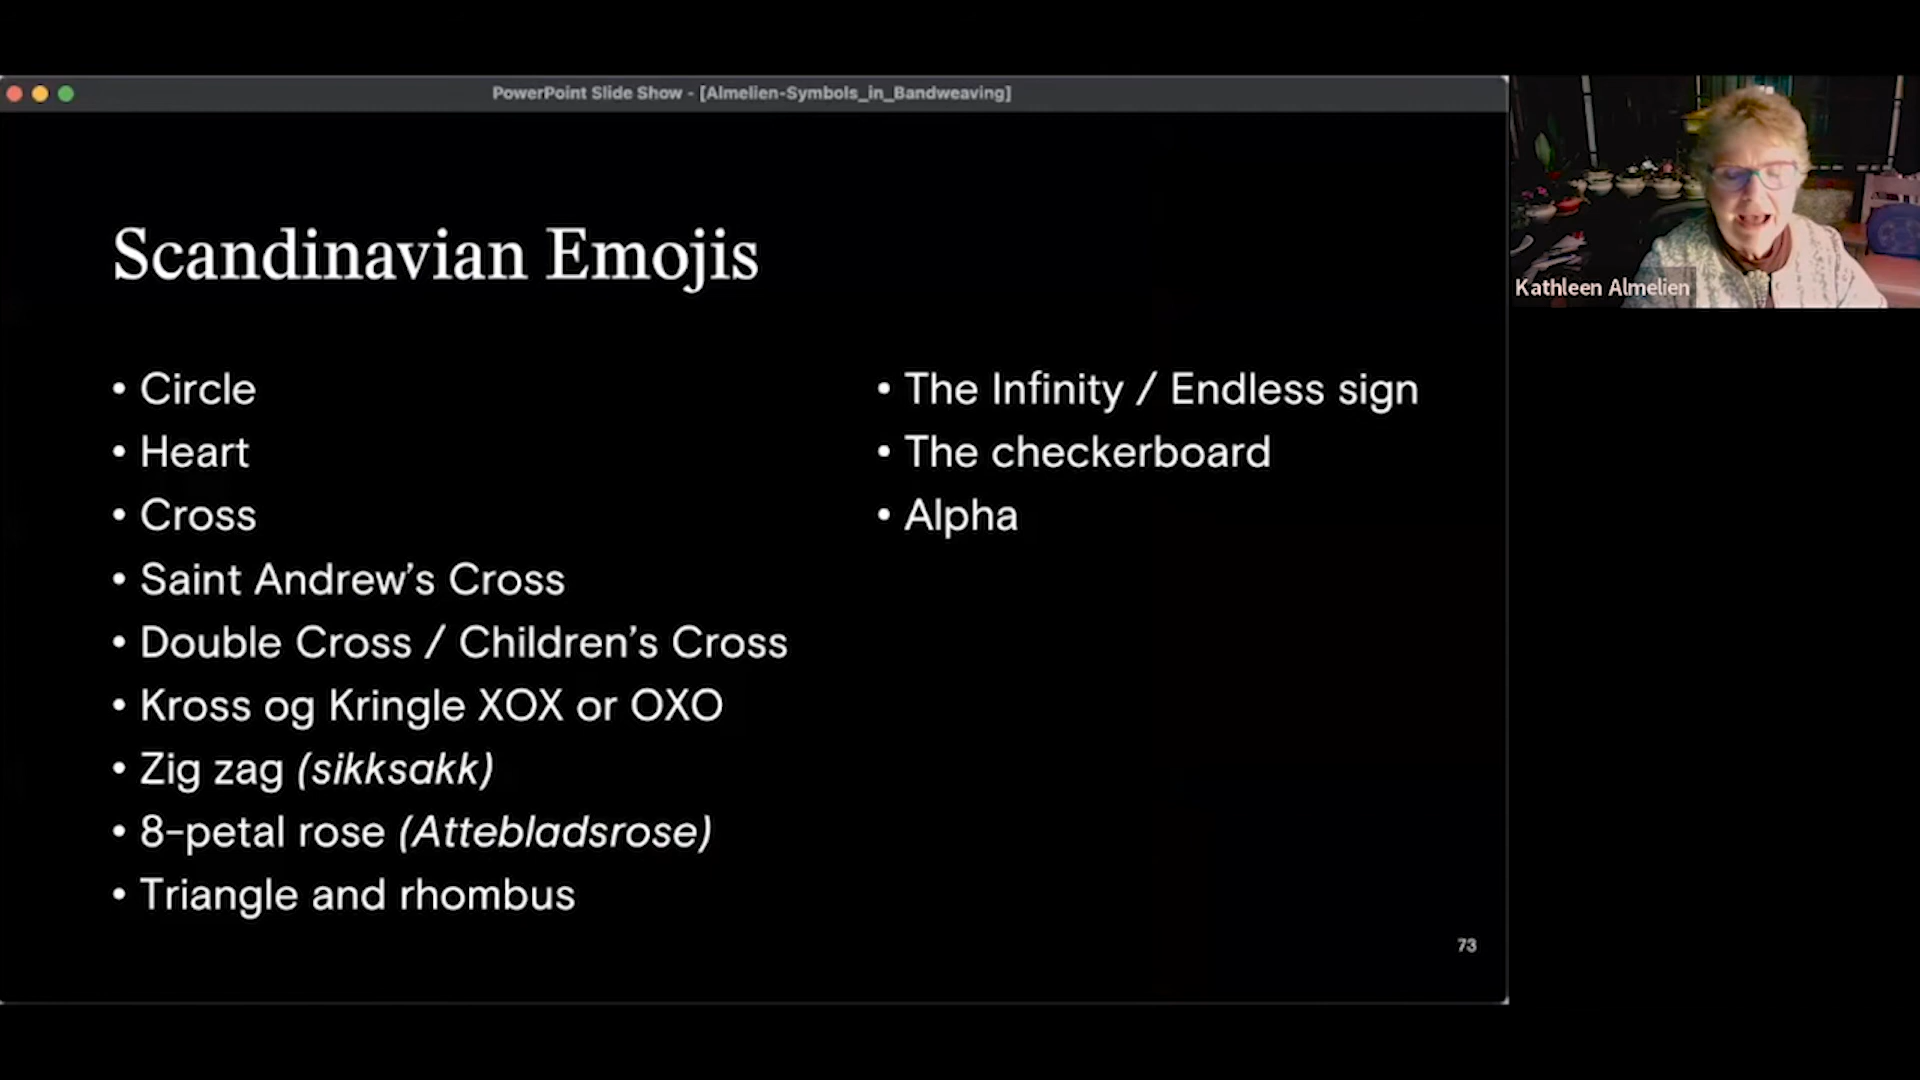 PowerPoint Slide Show - [Almelien-Symbols_in_Bandweaving]
Scandinavian Emojis
• Circle
• Heart
• Cross
• Saint Andrew’s Cross
• Double Cross / Children’s Cross
• Kross og Kringle XOX or OXO
• Zig zag (sikksakk)
• 8-petal rose (Attebladsrose)
• Triangle and rhombus
• The Infinity / Endless sign
• The checkerboard
• Alpha
73
Kathleen Almelien